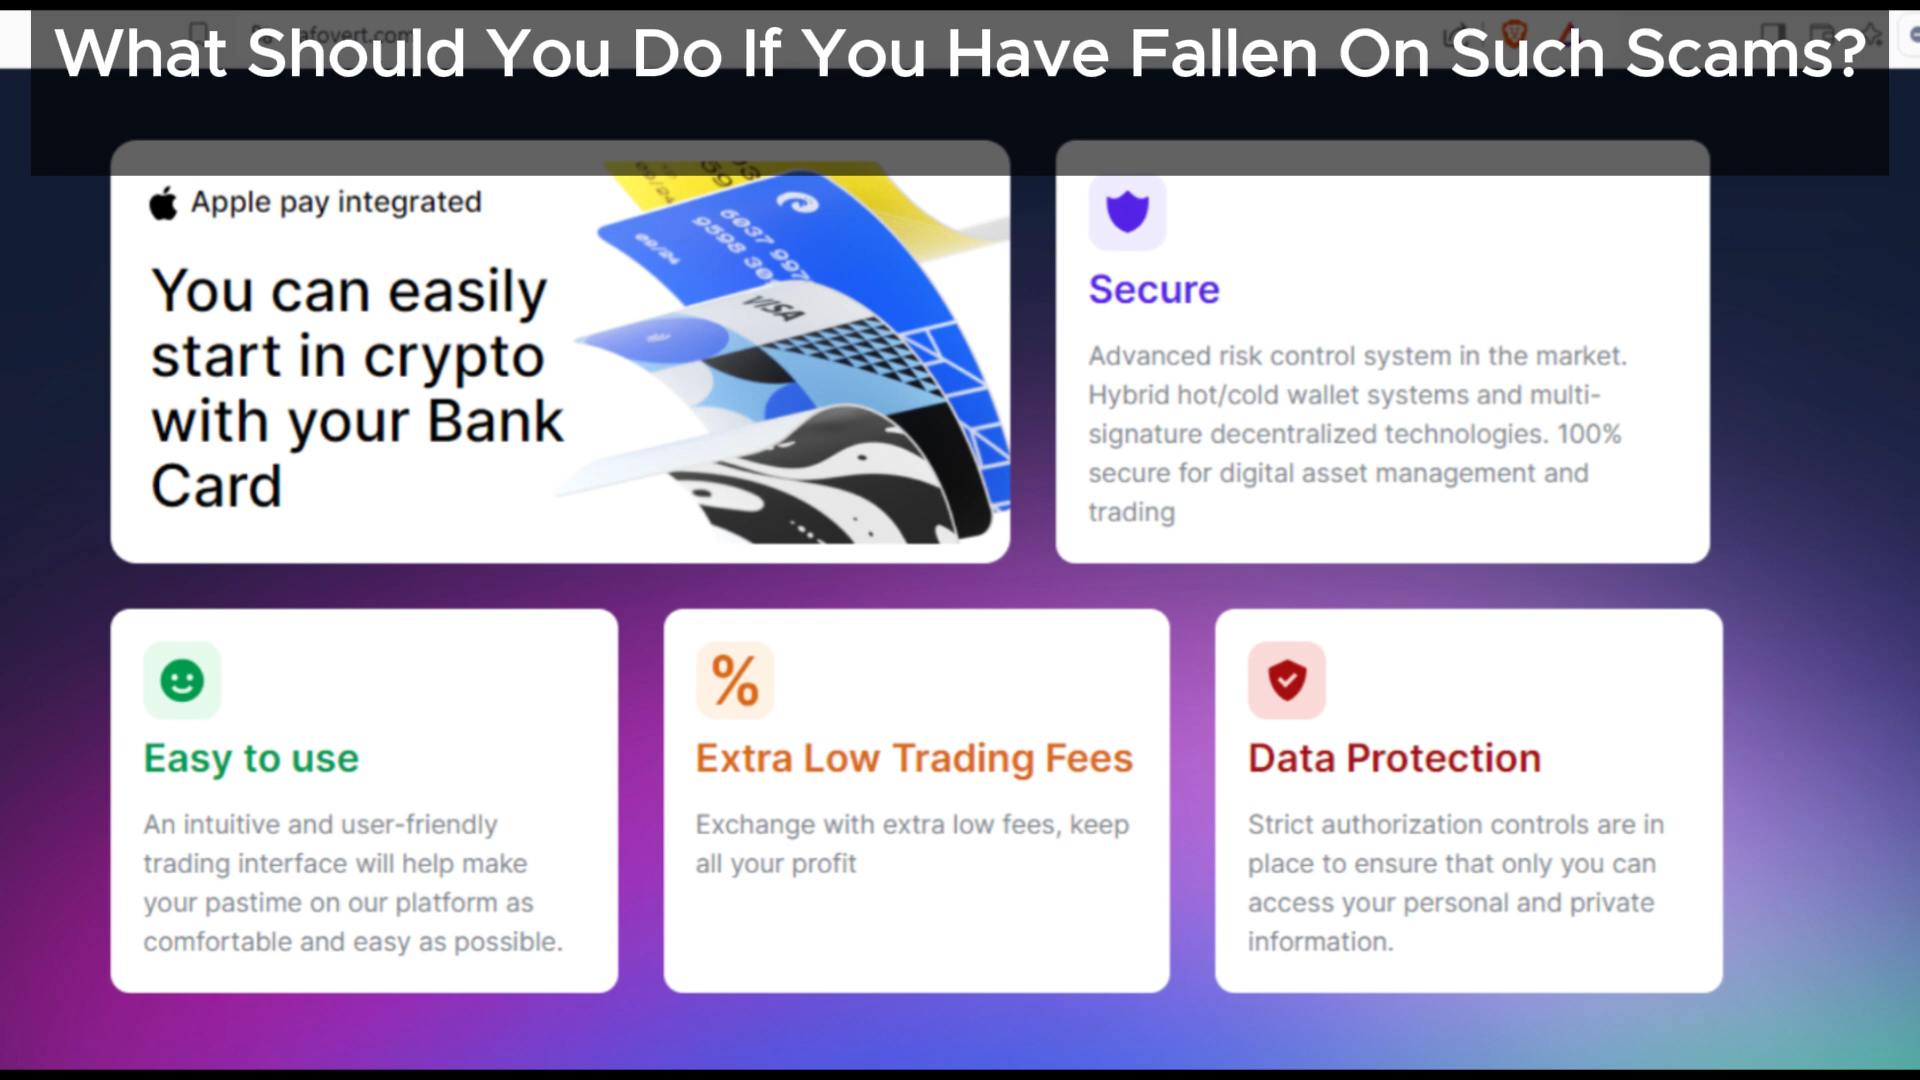 What Should You Do If You Have Fallen On Such Scams?
afovert.com
Apple pay integrated
You can easily
start in crypto
with your Bank
Card
VISA
Secure
Advanced risk control system in the market.
Hybrid hot/cold wallet systems and multi-
signature decentralized technologies. 100%
secure for digital asset management and
trading
Easy to use
An intuitive and user-friendly
trading interface will help make
your pastime on our platform as
comfortable and easy as possible.
%
Extra Low Trading Fees
Exchange with extra low fees, keep
all your profit
Data Protection
Strict authorization controls are in
place to ensure that only you can
access your personal and private
information.